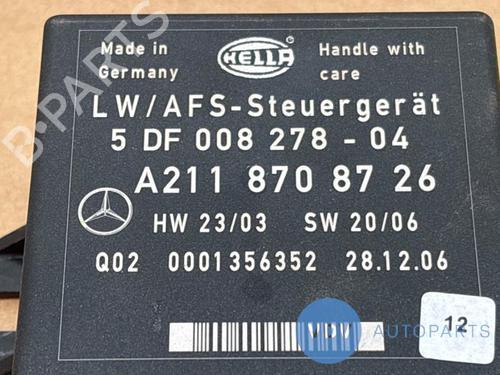 B-PARTS
Made in Germany
HELLA
Handle with care
LW/AFS-Steuergerät
5 DF 008 278 - 04
A211 870 87 26
HW 23/03 SW 20/06
Q02 0001356352 28.12.06
VDV
AUTOPARTS
12